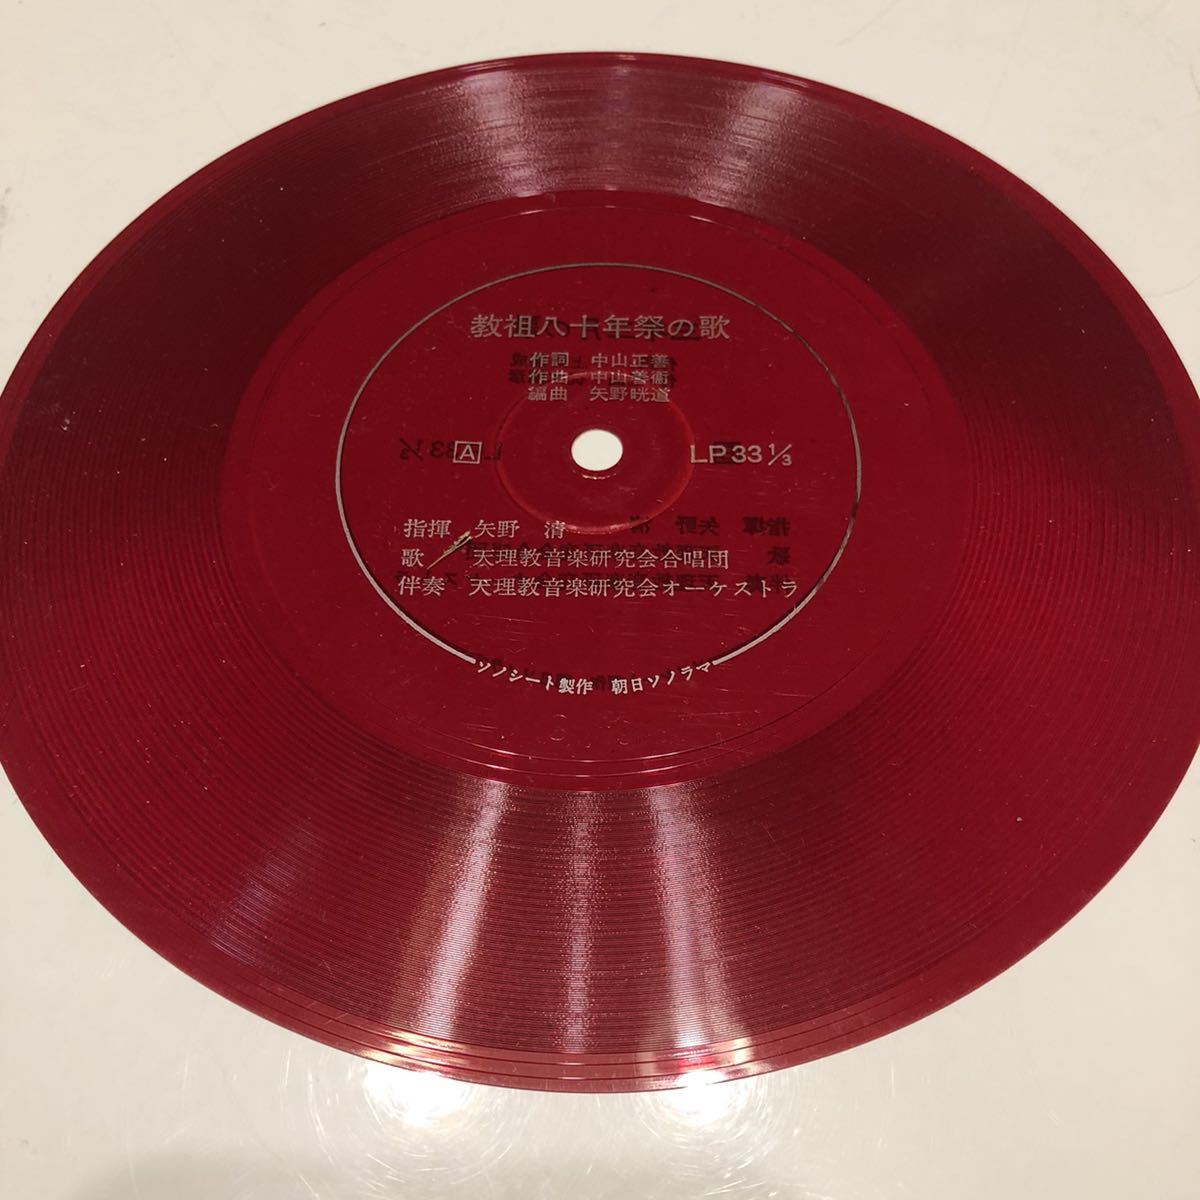 教祖八十年祭の歌
作詞 中山正善
作曲 中山善衞
編曲 矢野晄道
A LP33⅓
指揮 矢野 清
歌 天理教音楽研究会合唱団
伴奏 天理教音楽研究会オーケストラ
ソノシート製作 朝日ソノラマ